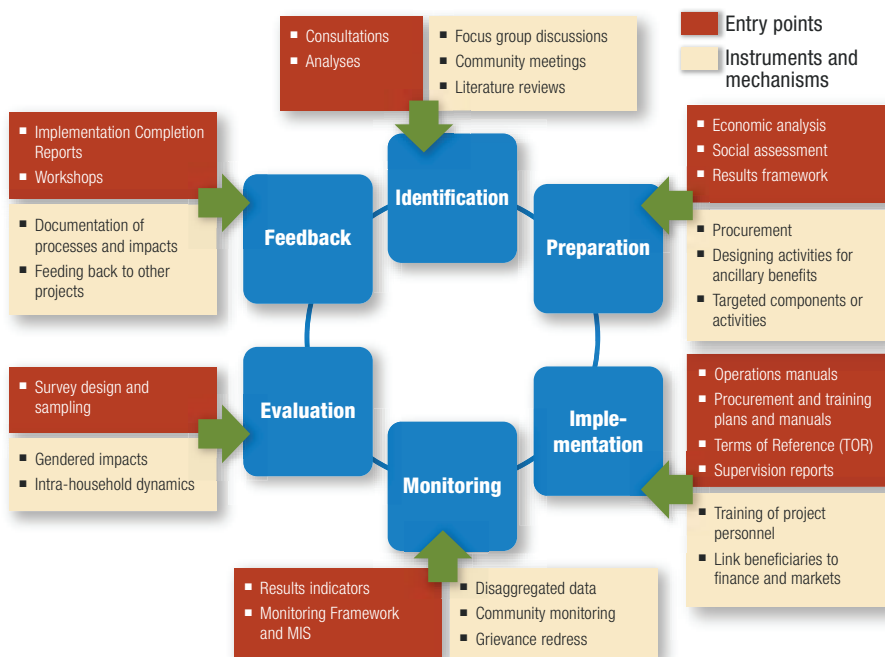 Entry points
Instruments and
mechanisms
■ Consultations
■ Analyses
■ Focus group discussions
■ Community meetings
■ Literature reviews
Identification
■ Economic analysis
■ Social assessment
■ Results framework
■ Procurement
■ Designing activities for
ancillary benefits
■ Targeted components or
activities
Preparation
■ Operations manuals
■ Procurement and training
plans and manuals
■ Terms of Reference (TOR)
■ Supervision reports
■ Training of project
personnel
■ Link beneficiaries to
finance and markets
Imple-
mentation
Monitoring
■ Results indicators
■ Monitoring Framework
and MIS
■ Disaggregated data
■ Community monitoring
■ Grievance redress
Evaluation
■ Survey design and
sampling
■ Gendered impacts
■ Intra-household dynamics
Feedback
■ Implementation Completion
Reports
■ Workshops
■ Documentation of
processes and impacts
■ Feeding back to other
projects